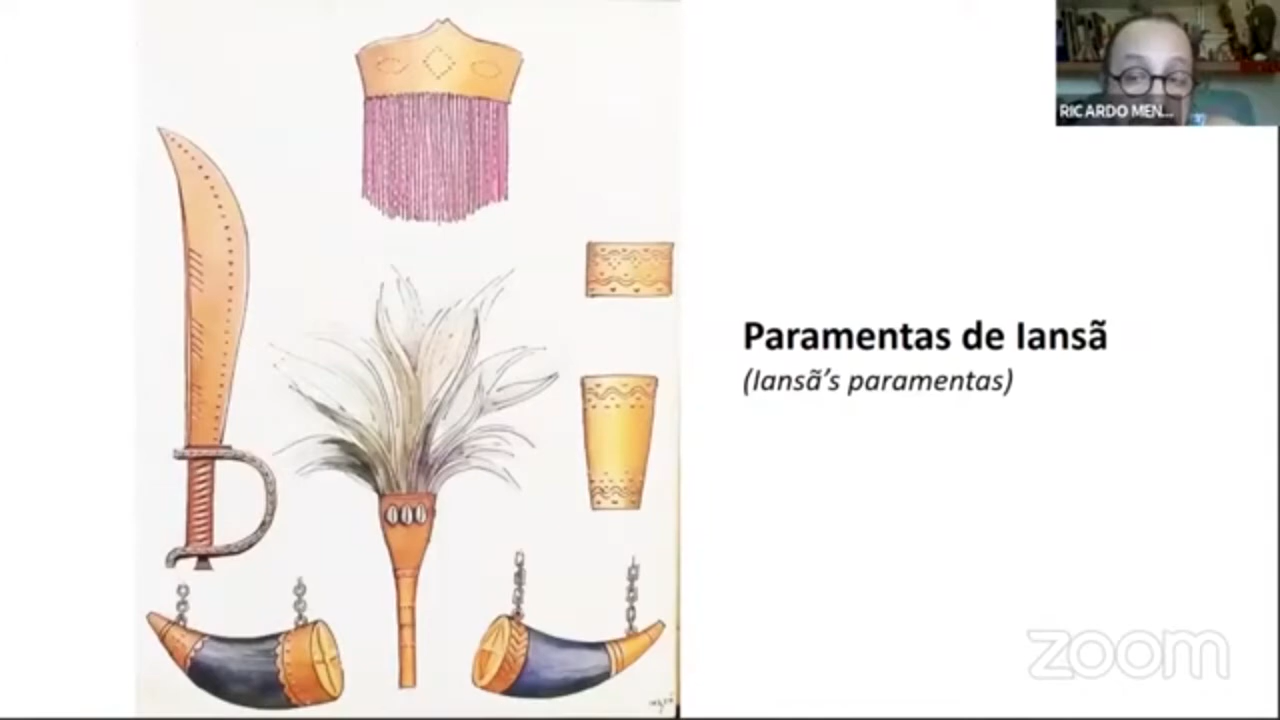 RICARDO MEN...
Paramentas de Iansã
(Iansã’s paramentas)
zoom